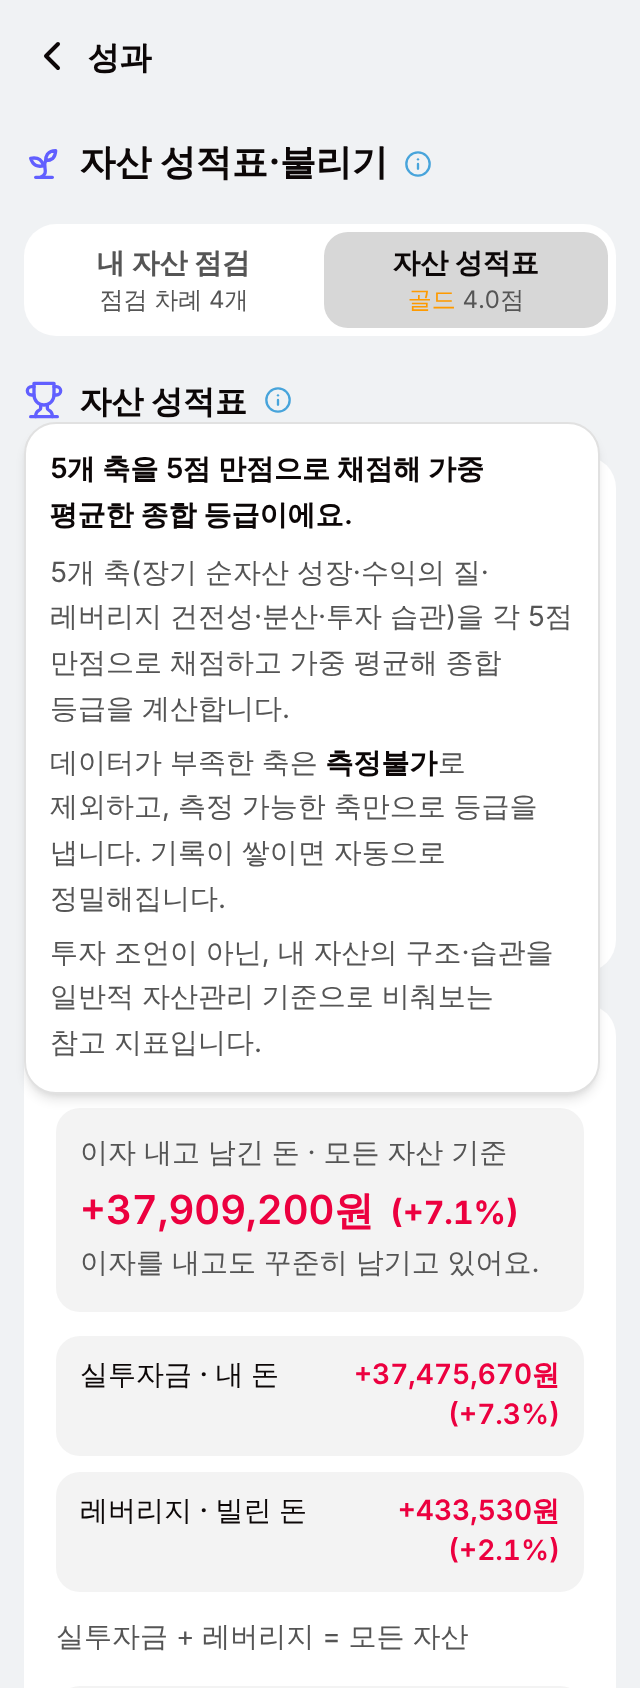 성과
자산 성적표·불리기
내 자산 점검
점검 차례 4개
자산 성적표
골드 4.0점
자산 성적표
5개 축을 5점 만점으로 채점해 가중
평균한 종합 등급이에요.
5개 축(장기 순자산 성장·수익의 질·
레버리지 건전성·분산·투자 습관)을 각 5점
만점으로 채점하고 가중 평균해 종합
등급을 계산합니다.
데이터가 부족한 축은 측정불가로
제외하고, 측정 가능한 축만으로 등급을
냅니다. 기록이 쌓이면 자동으로
정밀해집니다.
투자 조언이 아닌, 내 자산의 구조·습관을
일반적 자산관리 기준으로 비춰보는
참고 지표입니다.
이자 내고 남긴 돈 · 모든 자산 기준
+37,909,200원 (+7.1%)
이자를 내고도 꾸준히 남기고 있어요.
실투자금 · 내 돈 +37,475,670원
(+7.3%)
레버리지 · 빌린 돈 +433,530원
(+2.1%)
실투자금 + 레버리지 = 모든 자산